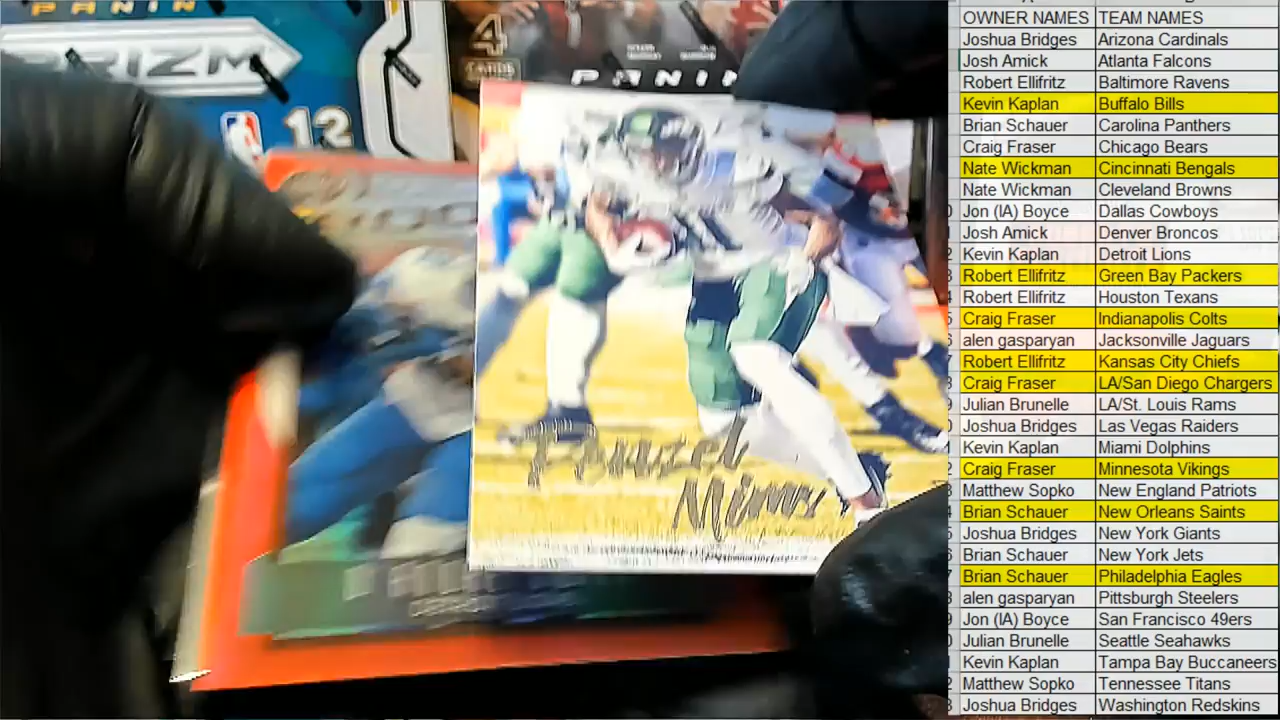 PANINI
PRIZM
12
4
CARDS
PANINI
Denzel
Mims
OWNER NAMES TEAM NAMES
Joshua Bridges Arizona Cardinals
Josh Amick Atlanta Falcons
Robert Ellifritz Baltimore Ravens
Kevin Kaplan Buffalo Bills
Brian Schauer Carolina Panthers
Craig Fraser Chicago Bears
Nate Wickman Cincinnati Bengals
Nate Wickman Cleveland Browns
Jon (IA) Boyce Dallas Cowboys
Josh Amick Denver Broncos
Kevin Kaplan Detroit Lions
Robert Ellifritz Green Bay Packers
Robert Ellifritz Houston Texans
Craig Fraser Indianapolis Colts
alen gasparyan Jacksonville Jaguars
Robert Ellifritz Kansas City Chiefs
Craig Fraser LA/San Diego Chargers
Julian Brunelle LA/St. Louis Rams
Joshua Bridges Las Vegas Raiders
Kevin Kaplan Miami Dolphins
Craig Fraser Minnesota Vikings
Matthew Sopko New England Patriots
Brian Schauer New Orleans Saints
Joshua Bridges New York Giants
Brian Schauer New York Jets
Brian Schauer Philadelphia Eagles
alen gasparyan Pittsburgh Steelers
Jon (IA) Boyce San Francisco 49ers
Julian Brunelle Seattle Seahawks
Kevin Kaplan Tampa Bay Buccaneers
Matthew Sopko Tennessee Titans
Joshua Bridges Washington Redskins